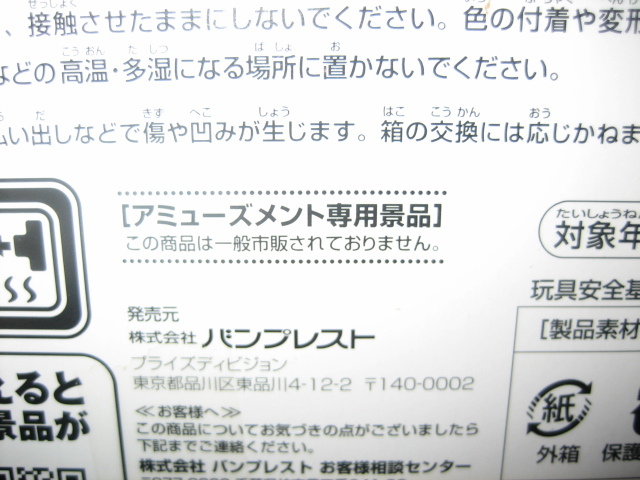 、接触させたままにしないでください。色の付着や変形
などの高温・多湿になる場所に置かないでください。
払い出しなどで傷や凹みが生じます。箱の交換には応じかねま
[アミューズメント専用景品]
この商品は一般市販されておりません。
対象年
玩具安全基
[製品素材
発売元
株式会社 バンプレスト
プライズディビジョン
東京都品川区東品川4-12-2 〒140-0002
≪お客様へ≫
この商品についてお気づきの点がございましたら
下記までご連絡ください。
株式会社 バンプレスト お客様相談センター
えると
景品が
紙
外箱
保護